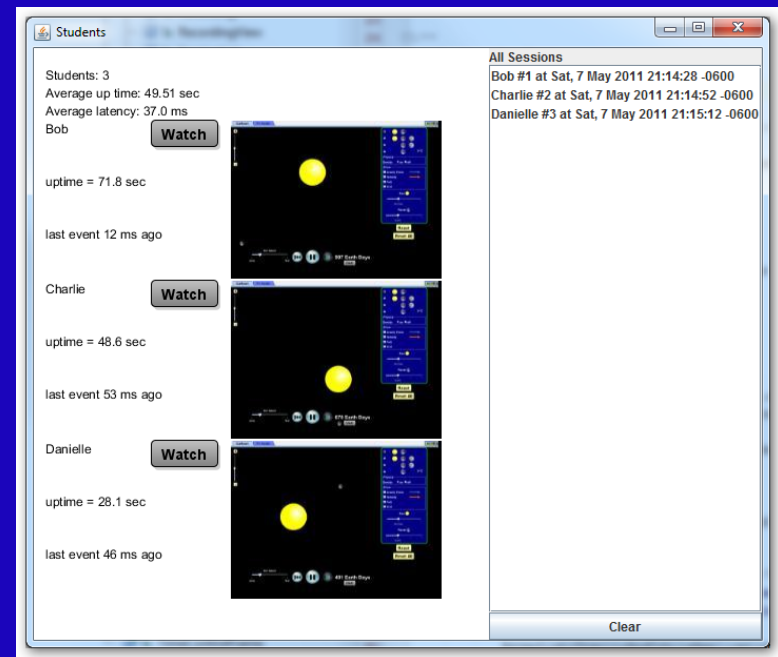 Students
Students: 3
Average up time: 49.51 sec
Average latency: 37.0 ms
Bob
Watch
uptime = 71.8 sec
last event 12 ms ago
Charlie
Watch
uptime = 48.6 sec
last event 53 ms ago
Danielle
Watch
uptime = 28.1 sec
last event 46 ms ago
All Sessions
Bob #1 at Sat, 7 May 2011 21:14:28 -0600
Charlie #2 at Sat, 7 May 2011 21:14:52 -0600
Danielle #3 at Sat, 7 May 2011 21:15:12 -0600
Clear